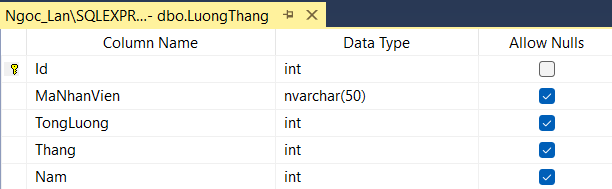 Ngoc_Lan\SQLEXPR...- dbo.LuongThang
Column Name Data Type Allow Nulls
Id int
MaNhanVien nvarchar(50)
TongLuong int
Thang int
Nam int